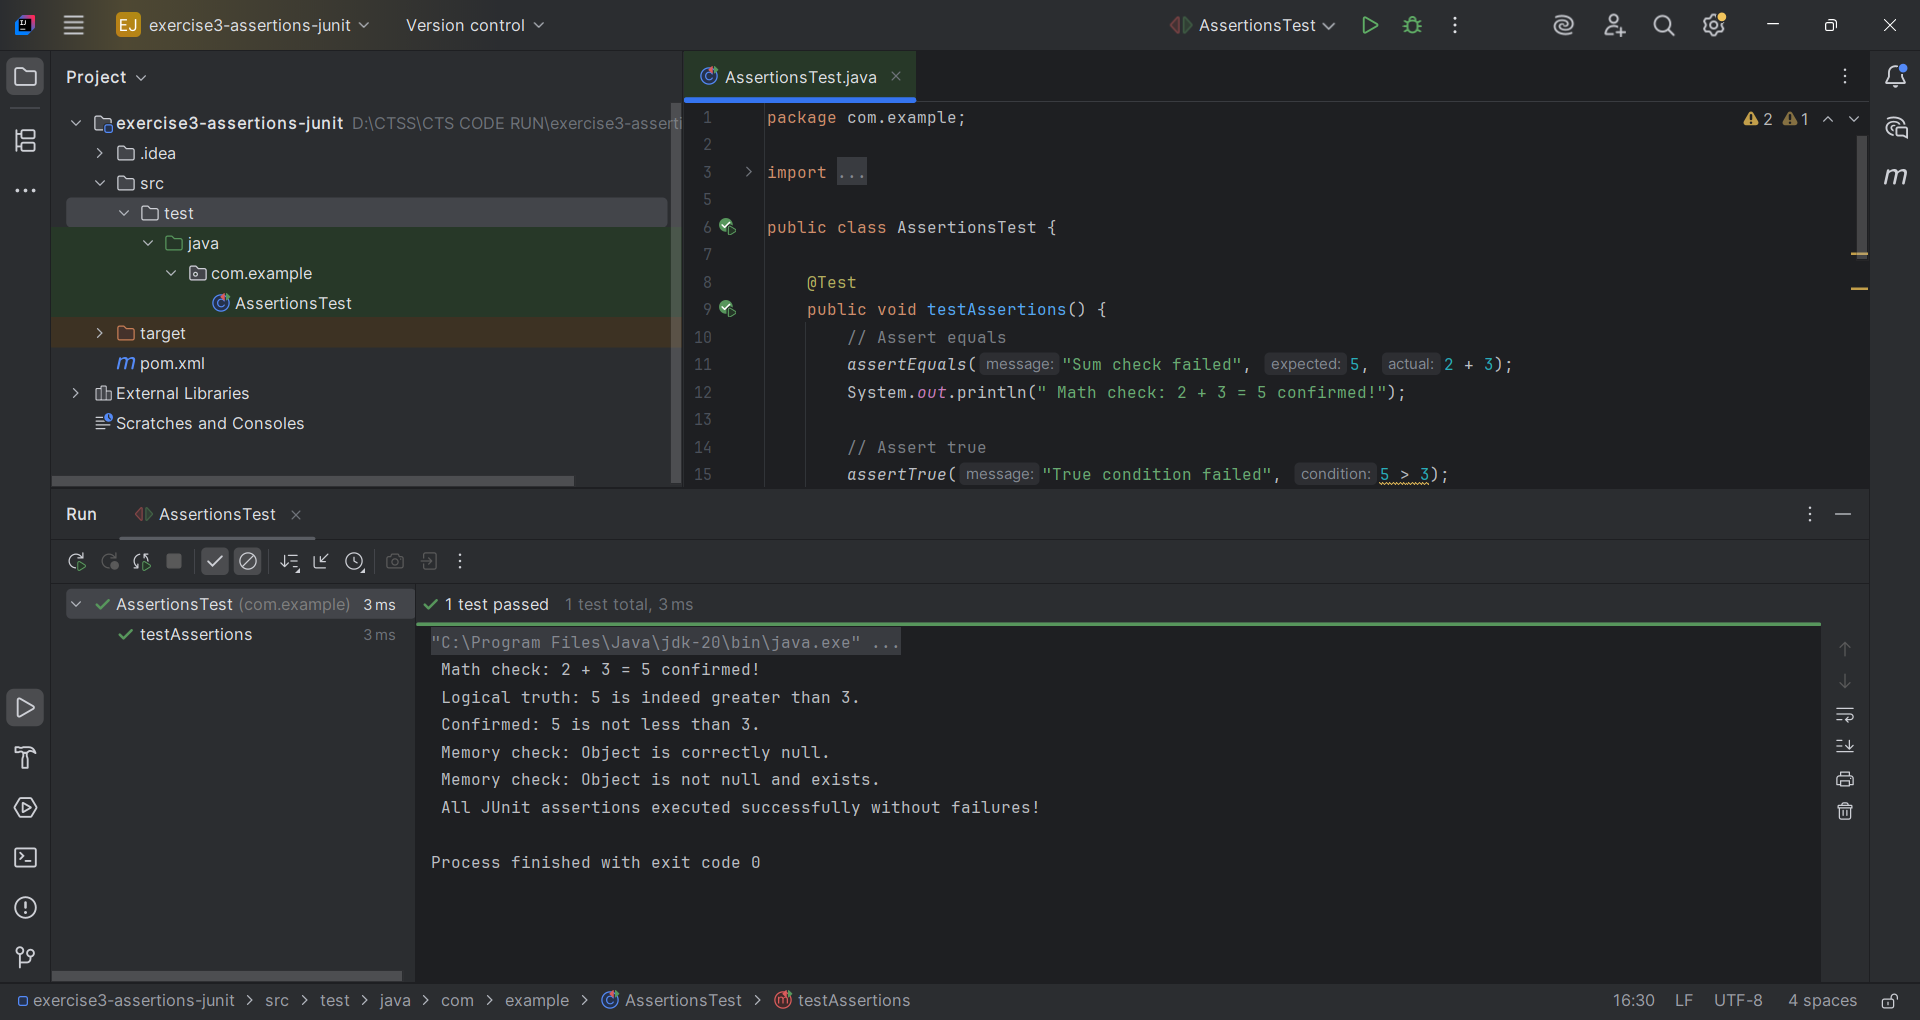 EJ exercise3-assertions-junit Version control AssertionsTest
Project
exercise3-assertions-junit D:\CTSS\CTS CODE RUN\exercise3-asserti
.idea
src
test
java
com.example
AssertionsTest
target
pom.xml
External Libraries
Scratches and Consoles
AssertionsTest.java
2 1
1 package com.example;
2
3 import ...
5
6 public class AssertionsTest {
7
8 @Test
9 public void testAssertions() {
10 // Assert equals
11 assertEquals( message: "Sum check failed", expected: 5, actual: 2 + 3);
12 System.out.println(" Math check: 2 + 3 = 5 confirmed!");
13
14 // Assert true
15 assertTrue( message: "True condition failed", condition: 5 > 3);
Run AssertionsTest
AssertionsTest (com.example) 3 ms
testAssertions 3 ms
1 test passed 1 test total, 3 ms
"C:\Program Files\Java\jdk-20\bin\java.exe" ...
Math check: 2 + 3 = 5 confirmed!
Logical truth: 5 is indeed greater than 3.
Confirmed: 5 is not less than 3.
Memory check: Object is correctly null.
Memory check: Object is not null and exists.
All JUnit assertions executed successfully without failures!
Process finished with exit code 0
exercise3-assertions-junit > src > test > java > com > example > AssertionsTest > testAssertions
16:30 LF UTF-8 4 spaces